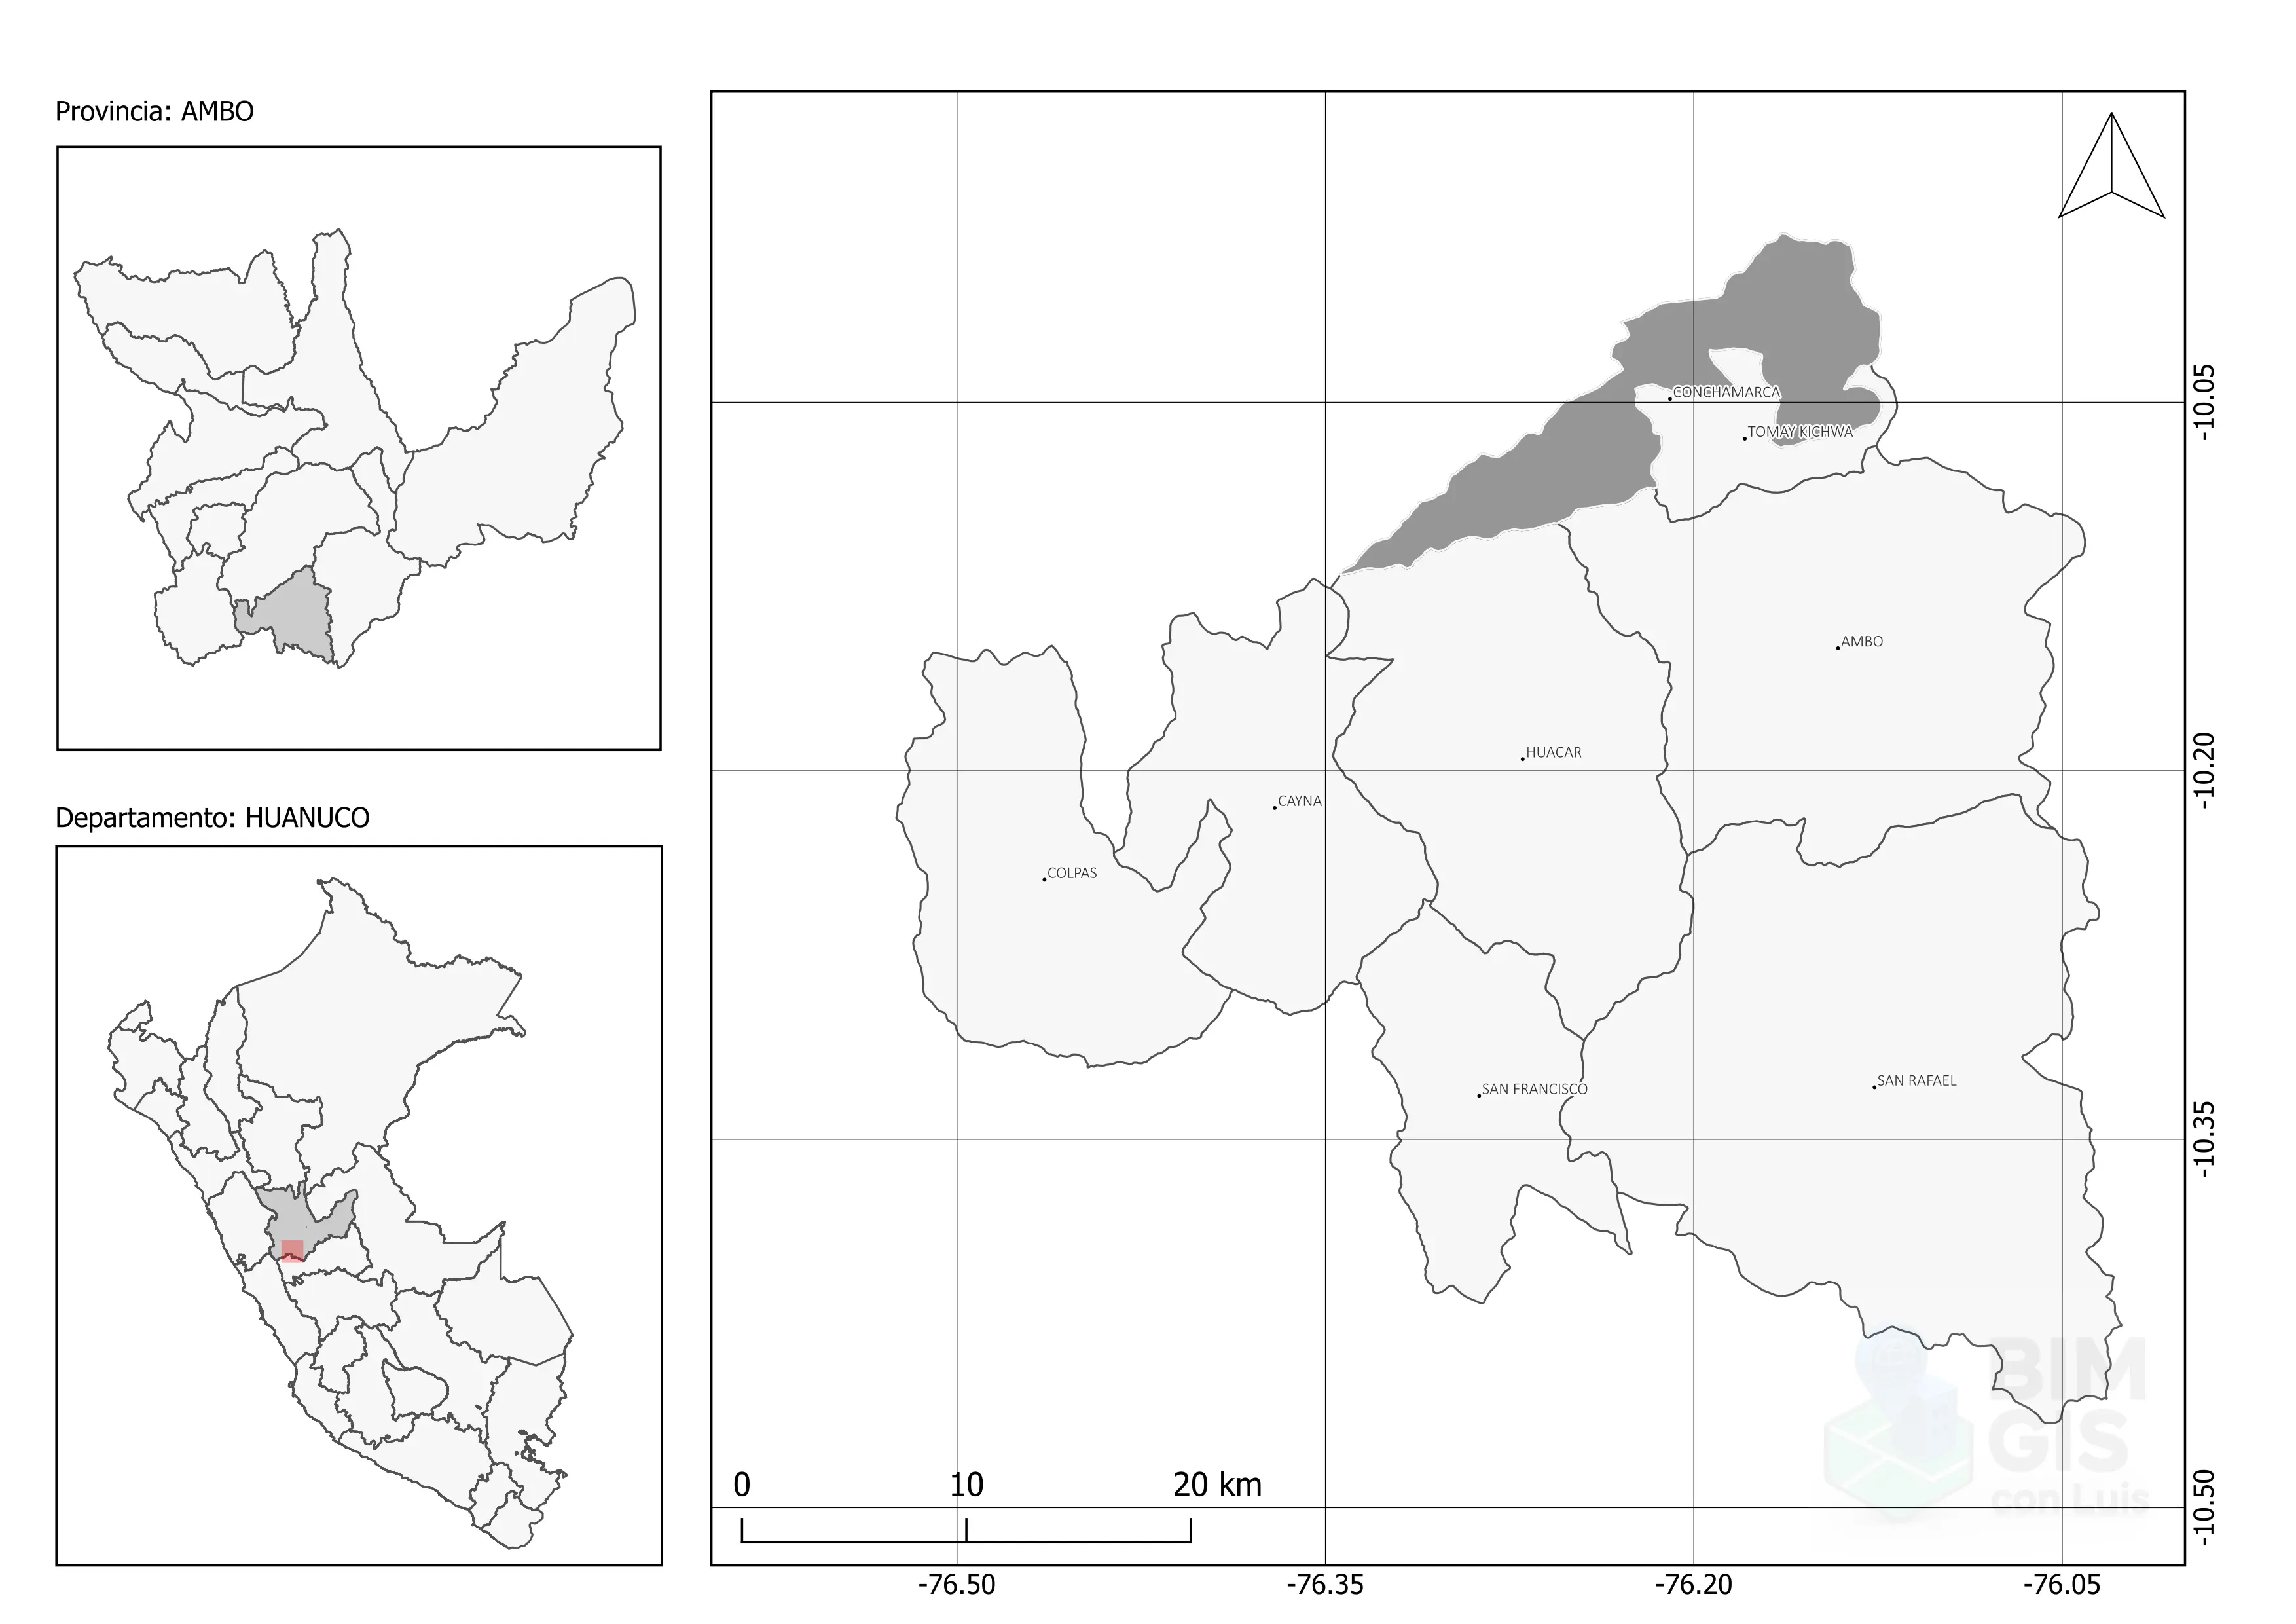 Provincia: AMBO
Departamento: HUANUCO
CONCHAMARCA
TOMAY KICHWA
AMBO
HUACAR
CAYNA
COLPAS
SAN FRANCISCO
SAN RAFAEL
-10.05
-10.20
-10.35
-10.50
BIM
GIS
con Luis
0 10 20 km
-76.50 -76.35 -76.20 -76.05